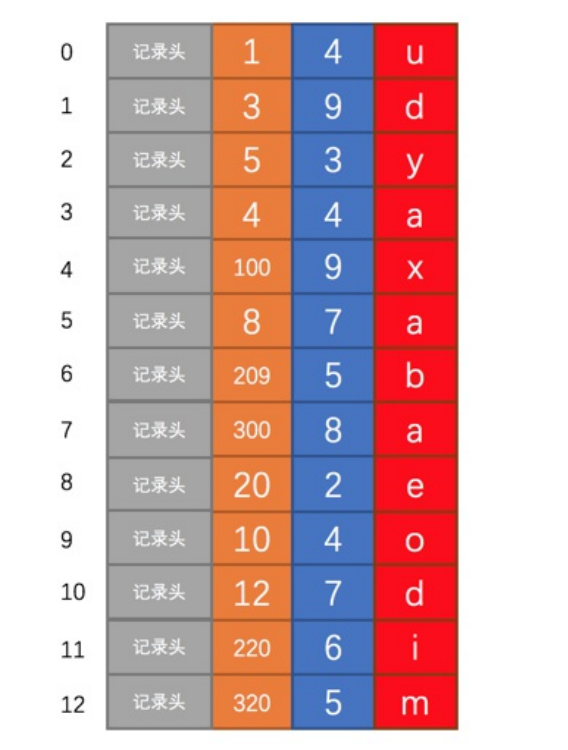 0 记录头 1 4 u
1 记录头 3 9 d
2 记录头 5 3 y
3 记录头 4 4 a
4 记录头 100 9 x
5 记录头 8 7 a
6 记录头 209 5 b
7 记录头 300 8 a
8 记录头 20 2 e
9 记录头 10 4 o
10 记录头 12 7 d
11 记录头 220 6 i
12 记录头 320 5 m